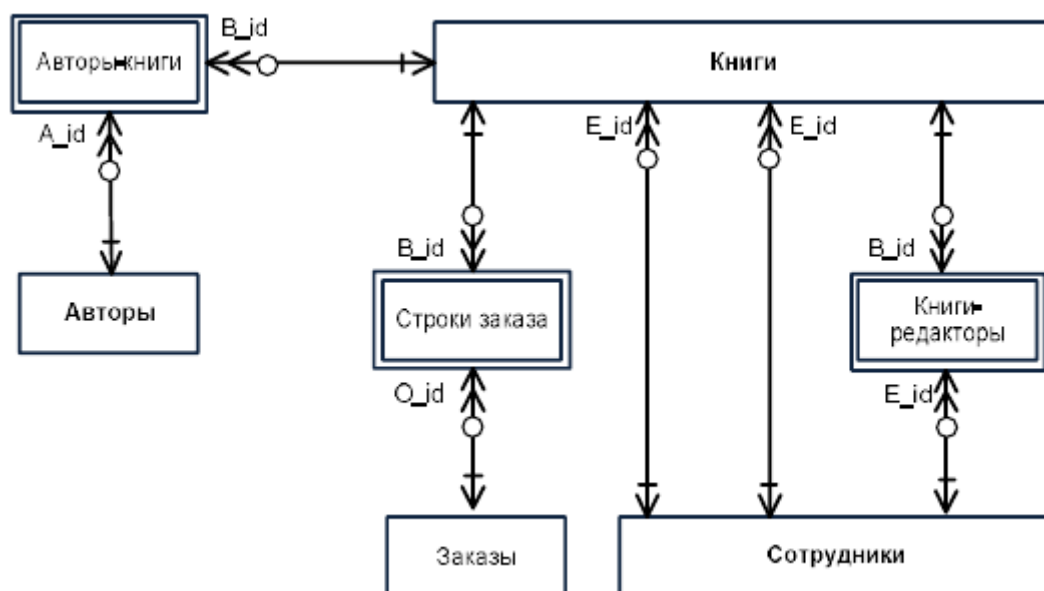 B_id
Авторы-книги
Книги
A_id
E_id
E_id
B_id
B_id
Авторы
Строки заказа
Книги-
редакторы
O_id
E_id
Заказы
Сотрудники